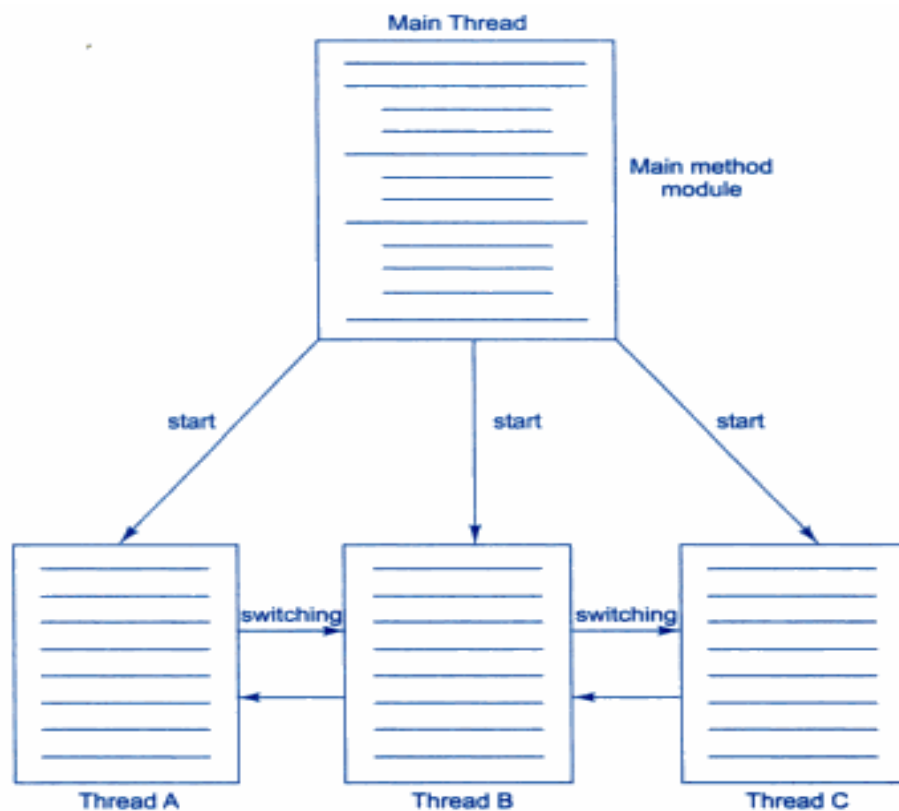 Main Thread
Main method
module
start
start
start
switching
switching
Thread A
Thread B
Thread C